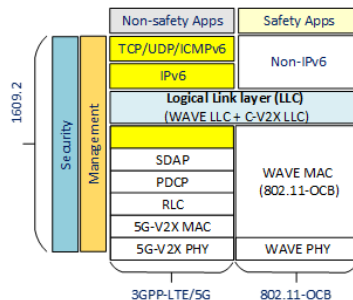 Non-safety Apps
Safety Apps
TCP/UDP/ICMPv6
IPv6
Non-IPv6
Logical Link layer (LLC)
(WAVE LLC + C-V2X LLC)
1609.2
Security
Management
SDAP
PDCP
RLC
5G-V2X MAC
5G-V2X PHY
WAVE MAC
(802.11-OCB)
WAVE PHY
3GPP-LTE/5G
802.11-OCB